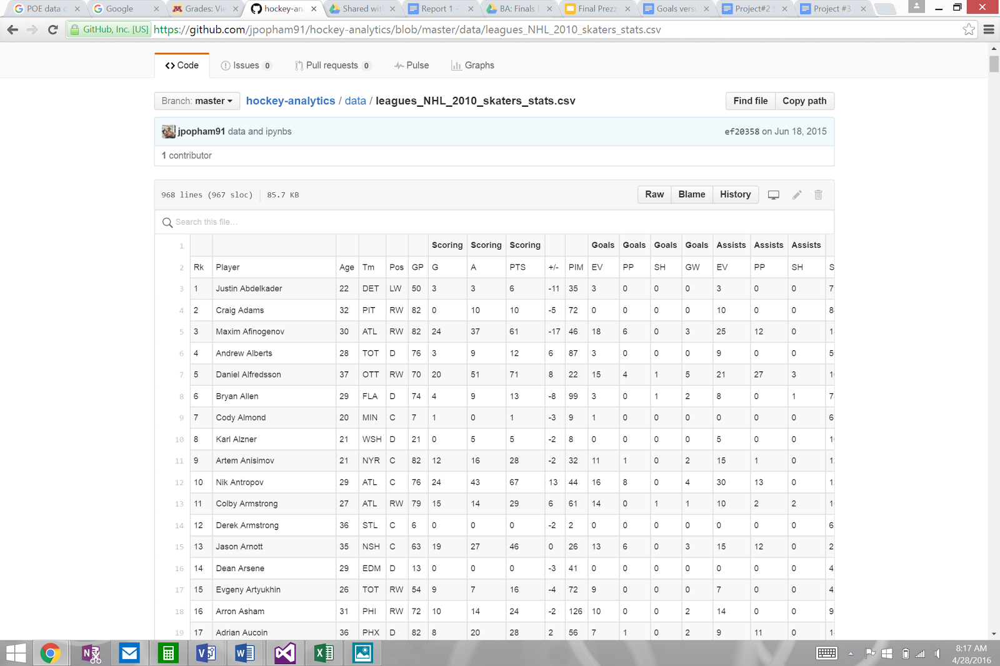 POE data c
Google
Grades: Vie
hockey-an
Shared wit
Report 1 -
BA: Finals F
Final Prezz
Goals vers
Project#2 S
Project #3
GitHub, Inc. [US] https://github.com/jpopham91/hockey-analytics/blob/master/data/leagues_NHL_2010_skaters_stats.csv
Code Issues 0 Pull requests 0 Pulse Graphs
Branch: master hockey-analytics / data / leagues_NHL_2010_skaters_stats.csv Find file Copy path
jpopham91 data and ipynbs ef20358 on Jun 18, 2015
1 contributor
968 lines (967 sloc) 85.7 KB Raw Blame History
Search this file...
1 Scoring Scoring Scoring Goals Goals Goals Goals Assists Assists Assists
2 Rk Player Age Tm Pos GP G A PTS +/- PIM EV PP SH GW EV PP SH S
3 1 Justin Abdelkader 22 DET LW 50 3 3 6 -11 35 3 0 0 0 3 0 0 7
4 2 Craig Adams 32 PIT RW 82 0 10 10 -5 72 0 0 0 0 10 0 0 8
5 3 Maxim Afinogenov 30 ATL RW 82 24 37 61 -17 46 18 6 0 3 25 12 0 1
6 4 Andrew Alberts 28 TOT D 76 3 9 12 6 87 3 0 0 0 9 0 0 5
7 5 Daniel Alfredsson 37 OTT RW 70 20 51 71 8 22 15 4 1 5 21 27 3 1
8 6 Bryan Allen 29 FLA D 74 4 9 13 -8 99 3 0 1 2 8 0 1 7
9 7 Cody Almond 20 MIN C 7 1 0 1 -3 9 1 0 0 0 0 0 0 6
10 8 Karl Alzner 21 WSH D 21 0 5 5 -2 8 0 0 0 0 5 0 0 1
11 9 Artem Anisimov 21 NYR C 82 12 16 28 -2 32 11 1 0 2 15 1 0 1
12 10 Nik Antropov 29 ATL C 76 24 43 67 13 44 16 8 0 4 30 13 0 1
13 11 Colby Armstrong 27 ATL RW 79 15 14 29 6 61 14 0 1 1 10 2 2 1
14 12 Derek Armstrong 36 STL C 6 0 0 0 -2 2 0 0 0 0 0 0 0 6
15 13 Jason Arnott 35 NSH C 63 19 27 46 0 26 13 6 0 3 15 12 0 2
16 14 Dean Arsene 29 EDM D 13 0 0 0 -3 41 0 0 0 0 0 0 0 4
17 15 Evgeny Artyukhin 26 TOT RW 54 9 7 16 -4 72 9 0 0 0 7 0 0 4
18 16 Arron Asham 31 PHI RW 72 10 14 24 -2 126 10 0 0 2 14 0 0 9
19 17 Adrian Aucoin 36 PHX D 82 8 20 28 2 56 7 1 0 2 9 11 0 1
8:17 AM
4/28/2016